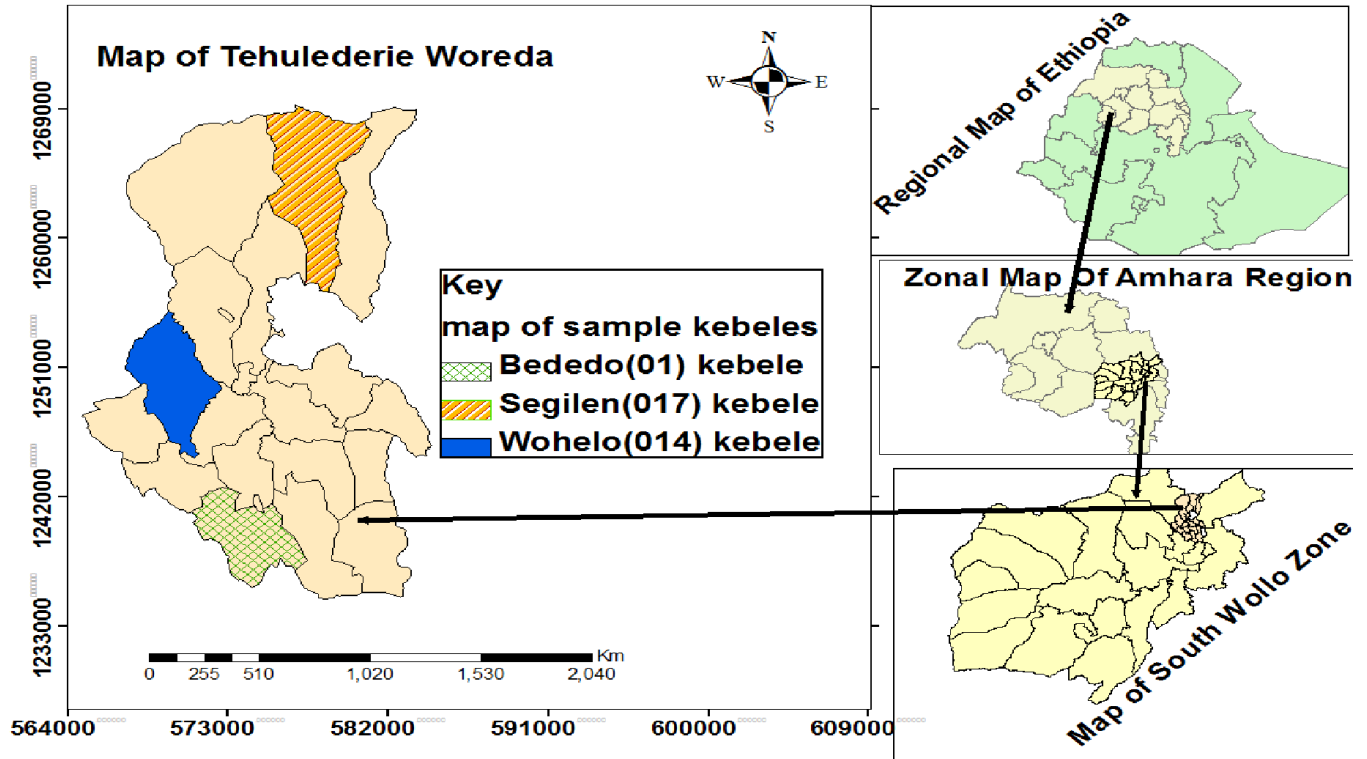 Map of Tehulederie Woreda
N
W E
S
1269000
1260000
1251000
1242000
1233000
Key
map of sample kebeles
Bededo(01) kebele
Segilen(017) kebele
Wohelo(014) kebele
Km
0 255 510 1,020 1,530 2,040
564000 573000 582000 591000 600000 609000
Regional Map of Ethiopia
Zonal Map Of Amhara Region
Map of South Wollo Zone